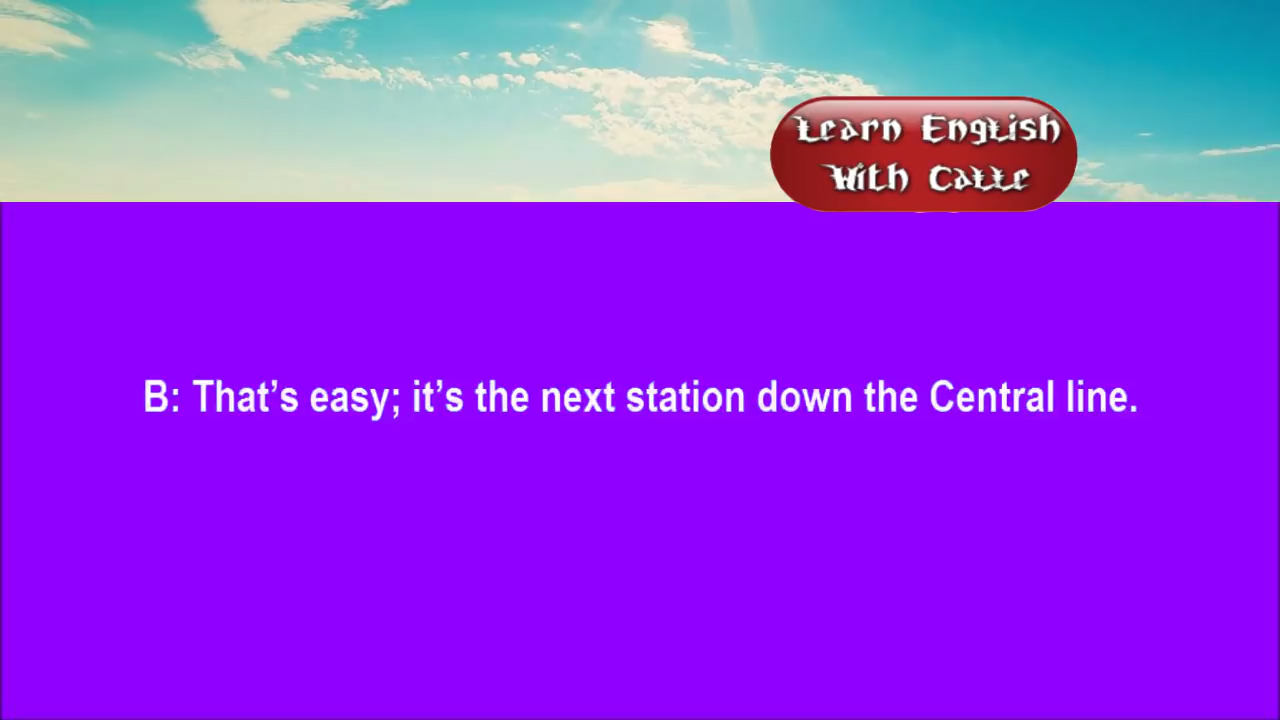 Learn English
With Catte
B: That’s easy; it’s the next station down the Central line.